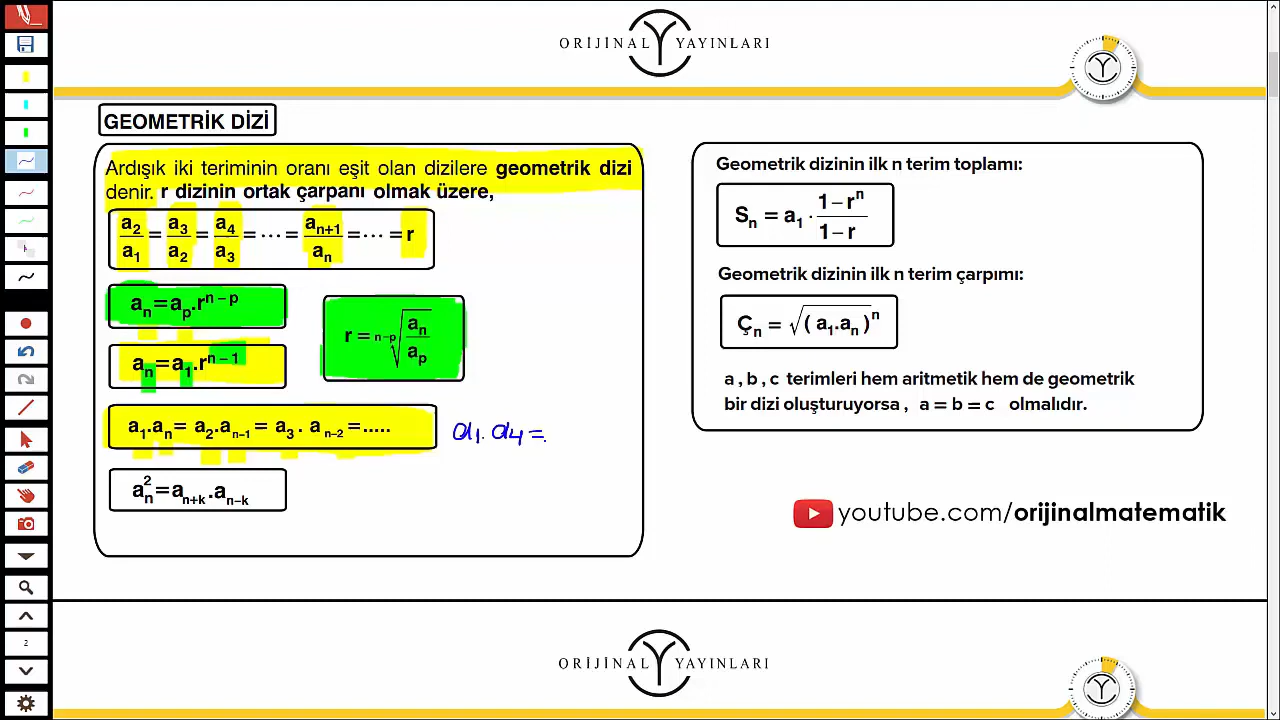 ORİJİNAL YAYINLARI
GEOMETRİK DİZİ
Ardışık iki teriminin oranı eşit olan dizilere geometrik dizi
denir. r dizinin ortak çarpanı olmak üzere,
a₂/a₁ = a₃/a₂ = a₄/a₃ = ⋯ = aₙ₊₁/aₙ = ⋯ = r
aₙ=aₚ.rⁿ⁻ᵖ
r = ⁿ⁻ᵖ√(aₙ/aₚ)
aₙ=a₁.rⁿ⁻¹
a₁.aₙ= a₂.aₙ₋₁= a₃ . aₙ₋₂=.....
a₁. a₄ =.
aₙ²=aₙ₊ₖ.aₙ₋ₖ
Geometrik dizinin ilk n terim toplamı:
Sₙ = a₁ · (1−rⁿ)/(1−r)
Geometrik dizinin ilk n terim çarpımı:
Çₙ = √(a₁.aₙ)ⁿ
a , b , c terimleri hem aritmetik hem de geometrik
bir dizi oluşturuyorsa , a = b = c olmalıdır.
youtube.com/orijinalmatematik
2
ORİJİNAL YAYINLARI